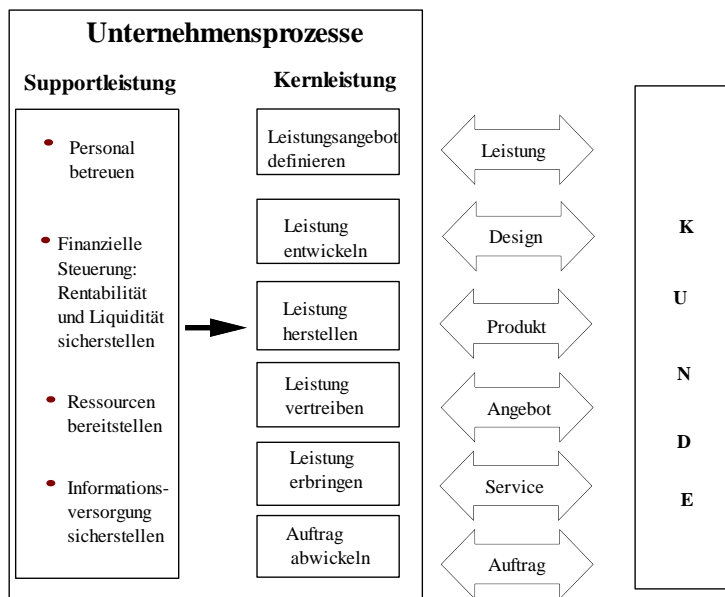 Unternehmensprozesse
Supportleistung
Kernleistung
• Personal
betreuen
• Finanzielle
Steuerung:
Rentabilität
und Liquidität
sicherstellen
• Ressourcen
bereitstellen
• Informations-
versorgung
sicherstellen
Leistungsangebot
definieren
Leistung
entwickeln
Leistung
herstellen
Leistung
vertreiben
Leistung
erbringen
Auftrag
abwickeln
Leistung
Design
Produkt
Angebot
Service
Auftrag
K
U
N
D
E